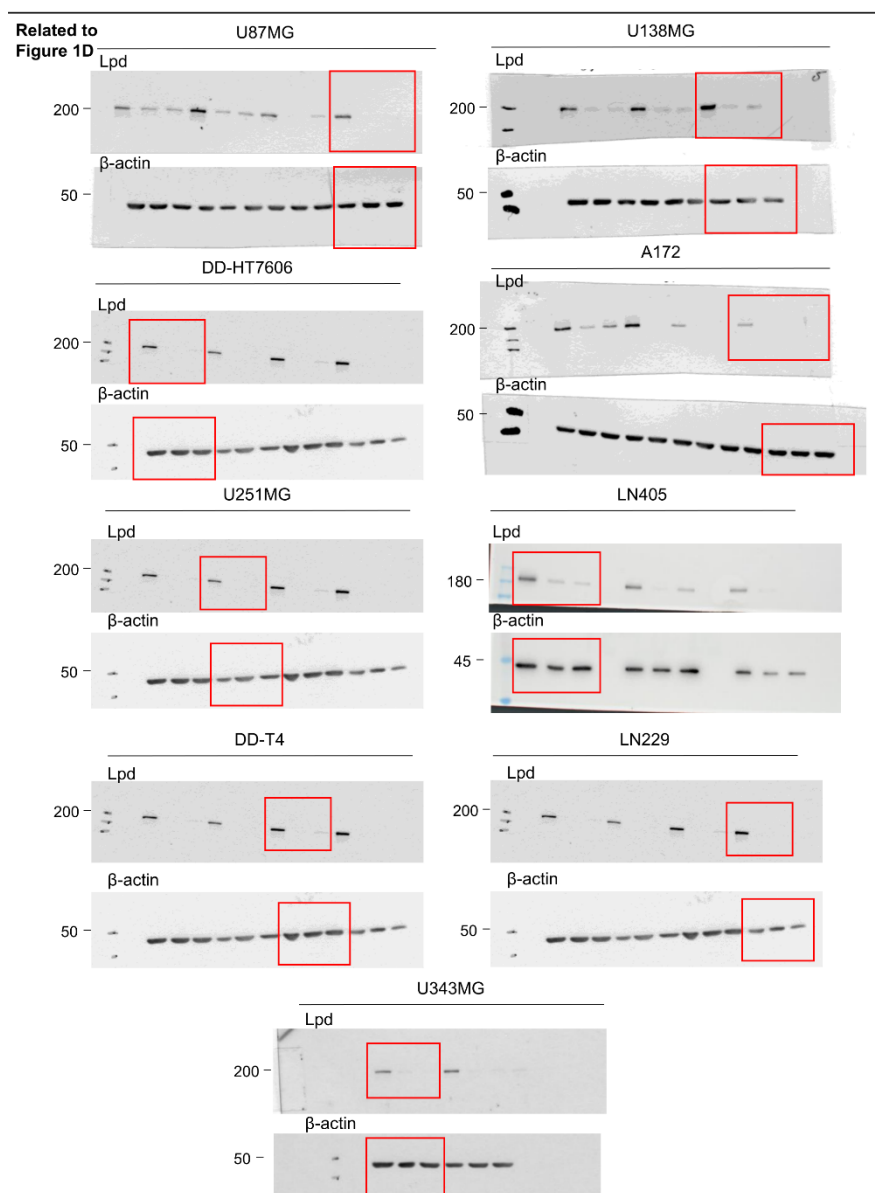 Related to
Figure 1D
U87MG
Lpd
200
β-actin
50
U138MG
Lpd
200
β-actin
50
DD-HT7606
Lpd
200
β-actin
50
A172
Lpd
200
50
β-actin
U251MG
Lpd
200
β-actin
50
LN405
Lpd
180
β-actin
45
DD-T4
Lpd
200
β-actin
50
LN229
Lpd
200
β-actin
50
U343MG
Lpd
200
β-actin
50